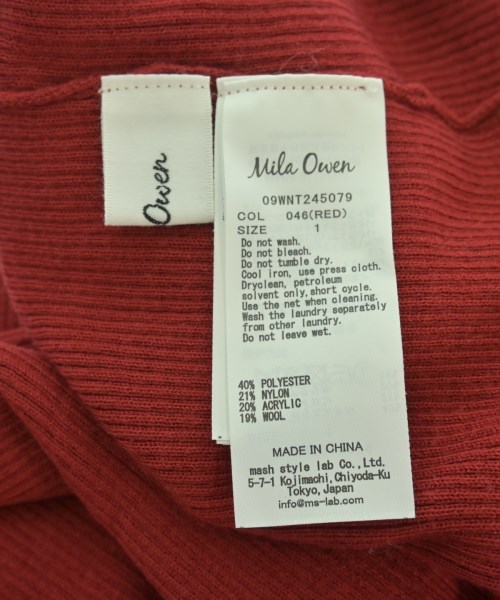 Owen
Mila Owen
09WNT245079
COL 046(RED)
SIZE 1
Do not wash.
Do not bleach.
Do not tumble dry.
Cool iron, use press cloth.
Dryclean, petroleum
solvent only, short cycle.
Use the net when cleaning.
Wash the laundry separately
from other laundry.
Do not leave wet.
40% POLYESTER
21% NYLON
20% ACRYLIC
19% WOOL
MADE IN CHINA
mash style lab Co., Ltd.
5-7-1 Kojimachi, Chiyoda-Ku
Tokyo, Japan
info@ms-lab.com